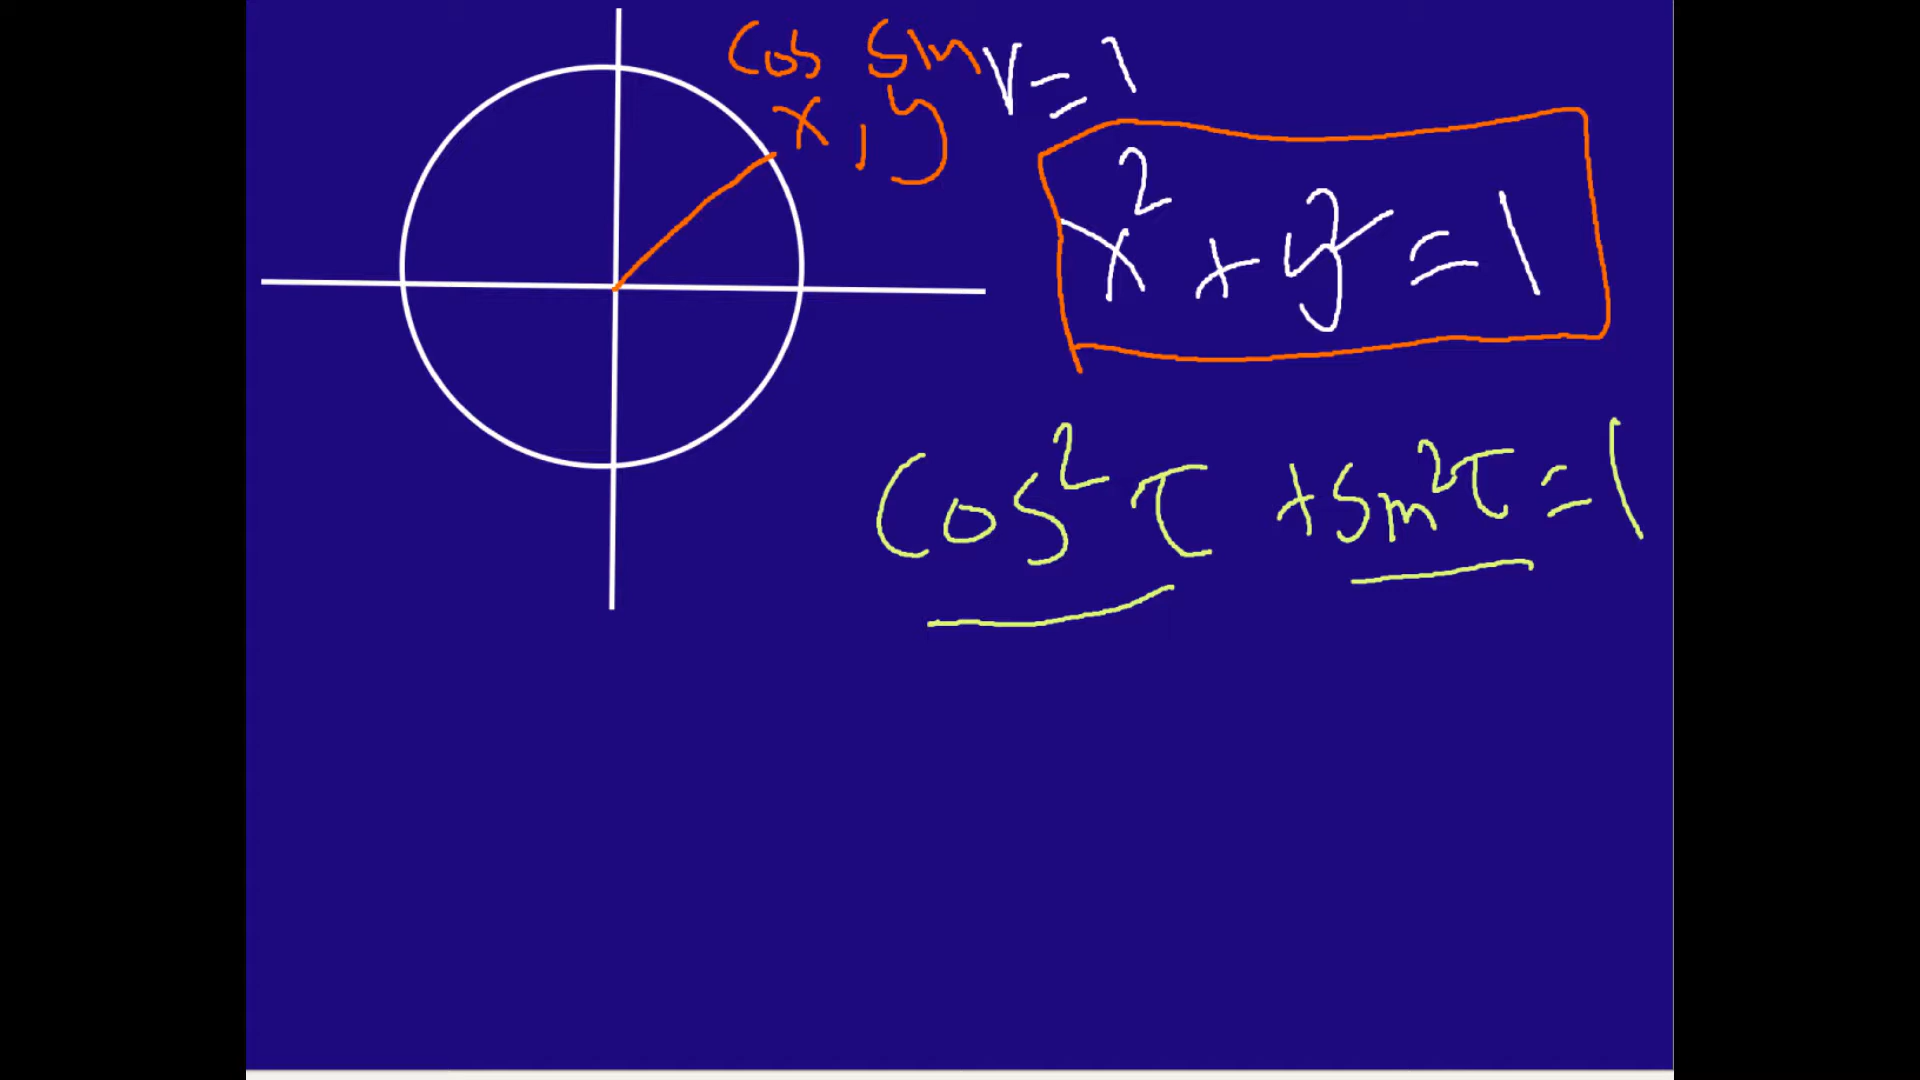 cos sin
r=1
x,y
x²+y²=1
cos²τ +sin²τ=1